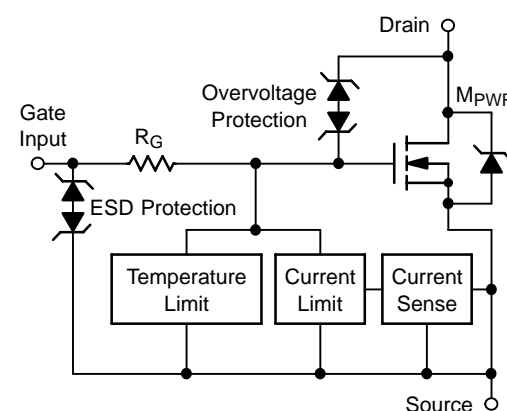 Drain
Overvoltage
Protection
MPWR
Gate
Input
RG
ESD Protection
Temperature
Limit
Current
Limit
Current
Sense
Source